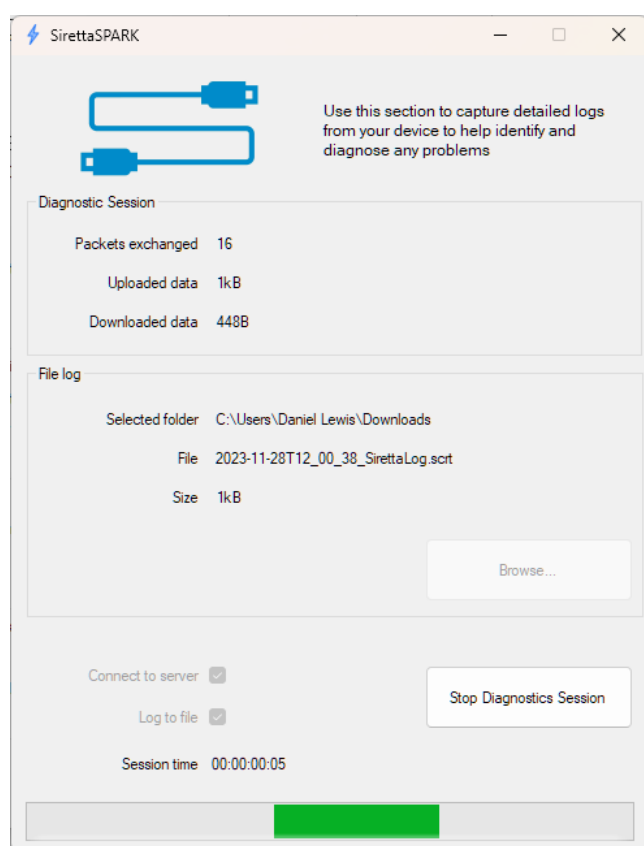 SirettaSPARK
Use this section to capture detailed logs
from your device to help identify and
diagnose any problems
Diagnostic Session
Packets exchanged 16
Uploaded data 1kB
Downloaded data 448B
File log
Selected folder C:\Users\Daniel Lewis\Downloads
File 2023-11-28T12_00_38_SirettaLog.scrt
Size 1kB
Browse...
Connect to server
Stop Diagnostics Session
Log to file
Session time 00:00:00:05